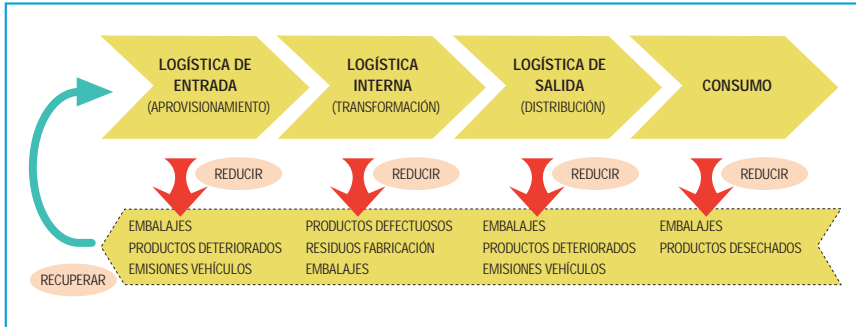 LOGÍSTICA DE
ENTRADA
(APROVISIONAMIENTO)
LOGÍSTICA
INTERNA
(TRANSFORMACIÓN)
LOGÍSTICA DE
SALIDA
(DISTRIBUCIÓN)
CONSUMO
REDUCIR
REDUCIR
REDUCIR
REDUCIR
EMBALAJES
PRODUCTOS DETERIORADOS
EMISIONES VEHÍCULOS
PRODUCTOS DEFECTUOSOS
RESIDUOS FABRICACIÓN
EMBALAJES
EMBALAJES
PRODUCTOS DETERIORADOS
EMISIONES VEHÍCULOS
EMBALAJES
PRODUCTOS DESECHADOS
RECUPERAR